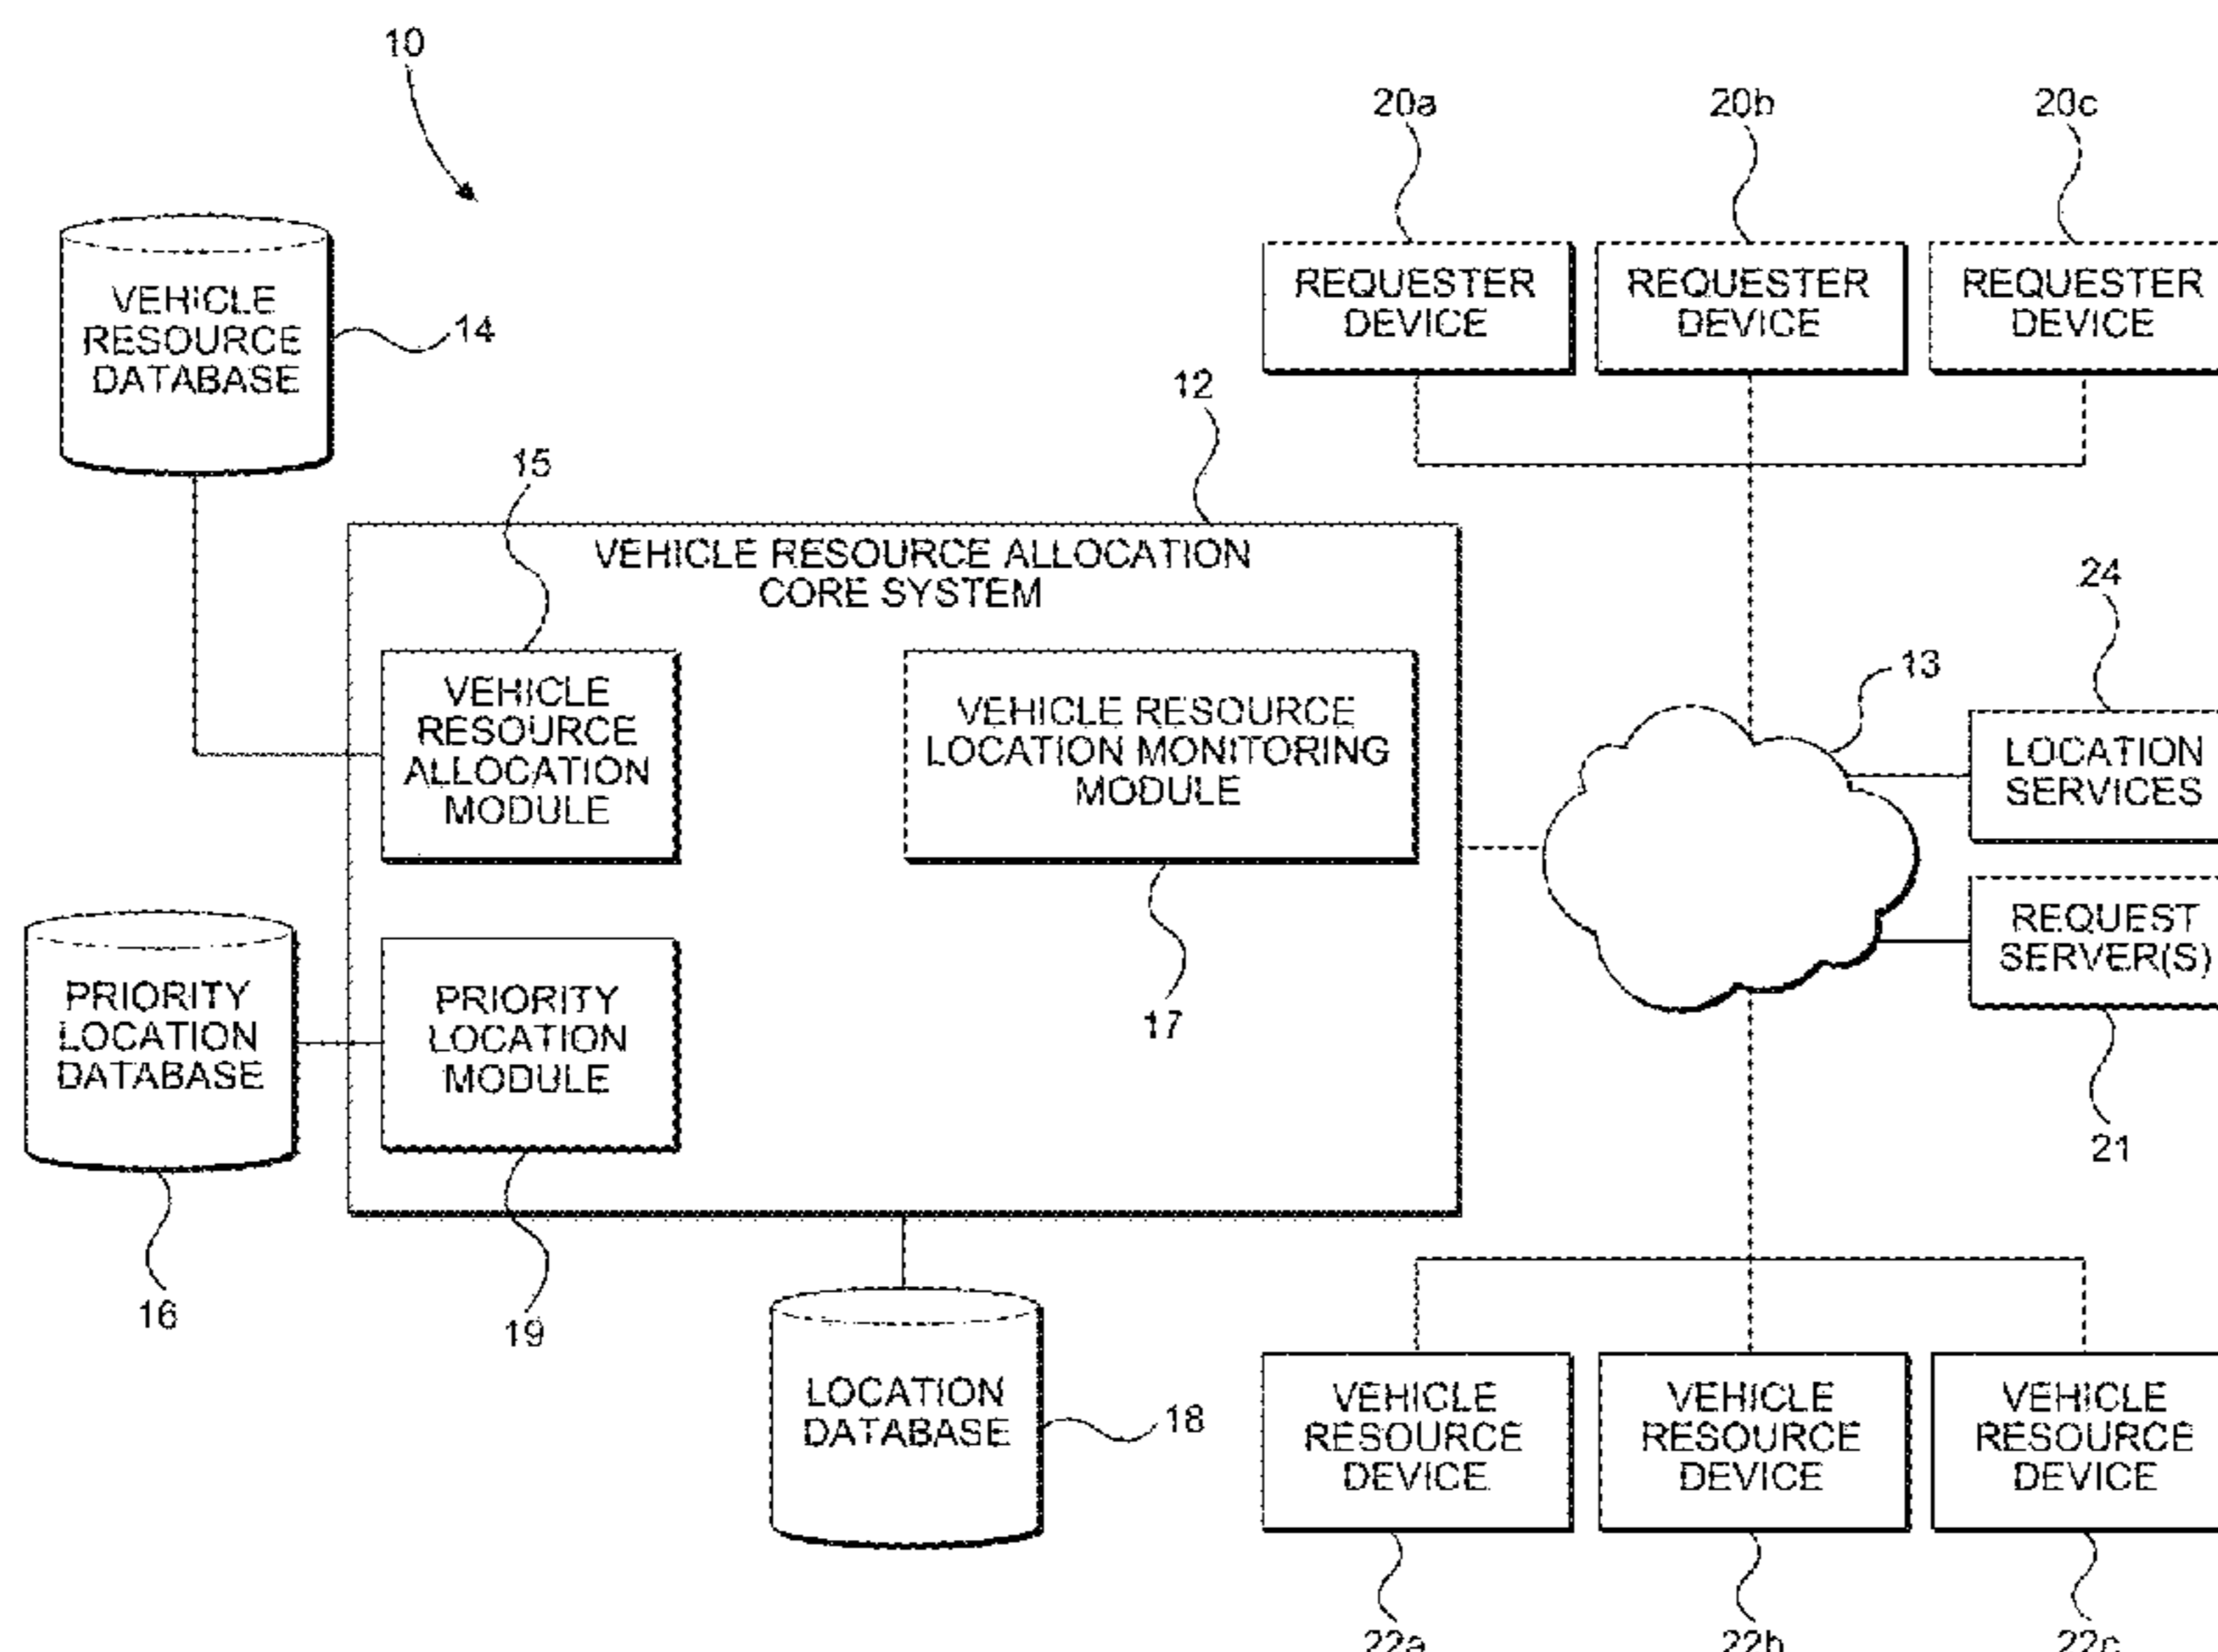 10
20a
20b
20c
REQUESTER
DEVICE
REQUESTER
DEVICE
REQUESTER
DEVICE
VEHICLE
RESOURCE
DATABASE
14
12
15
VEHICLE RESOURCE ALLOCATION
CORE SYSTEM
VEHICLE
RESOURCE
ALLOCATION
MODULE
VEHICLE RESOURCE
LOCATION MONITORING
MODULE
17
13
24
LOCATION
SERVICES
REQUEST
SERVER(S)
21
PRIORITY
LOCATION
DATABASE
16
PRIORITY
LOCATION
MODULE
19
LOCATION
DATABASE
18
VEHICLE
RESOURCE
DEVICE
VEHICLE
RESOURCE
DEVICE
VEHICLE
RESOURCE
DEVICE
22a
22b
22c